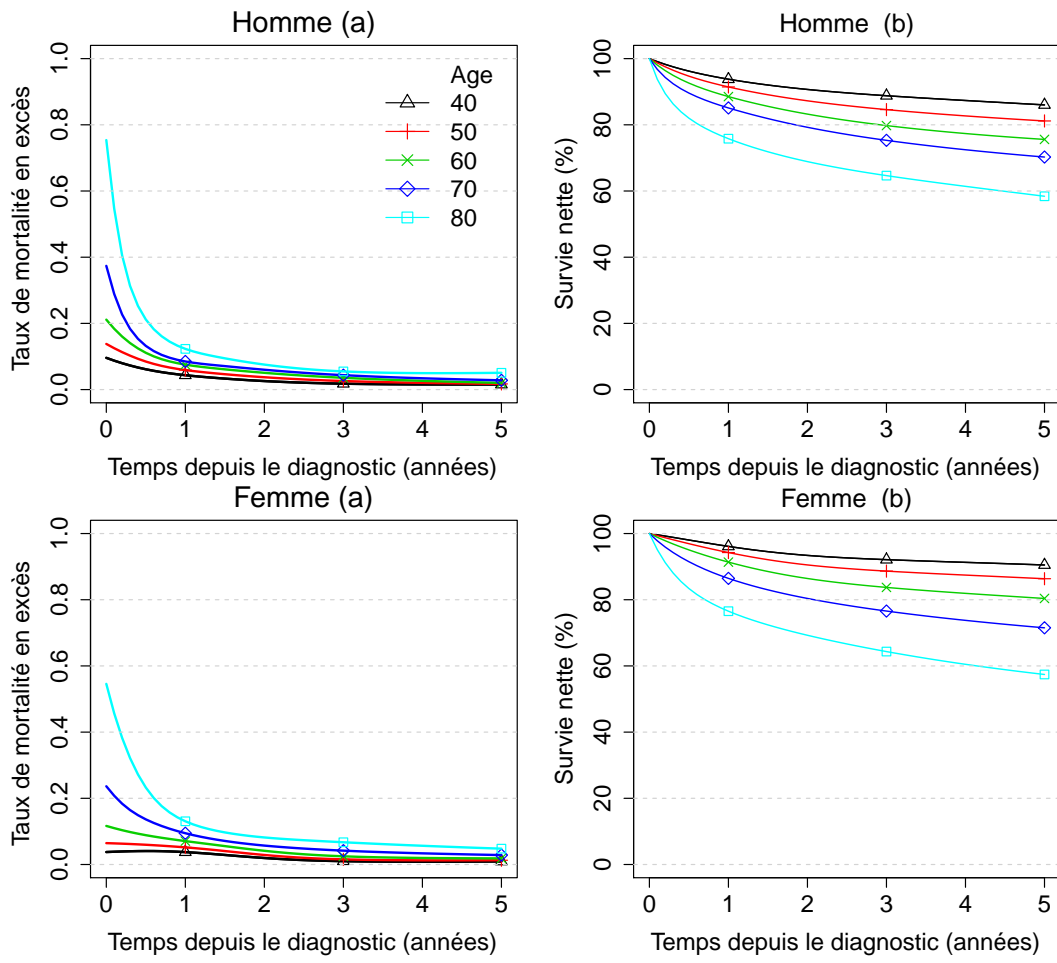 Homme (a)
Taux de mortalité en excès
1.0
0.8
0.6
0.4
0.2
0.0
Age
40
50
60
70
80
0 1 2 3 4 5
Temps depuis le diagnostic (années)
Homme (b)
Survie nette (%)
100
80
60
40
20
0
0 1 2 3 4 5
Temps depuis le diagnostic (années)
Femme (a)
Taux de mortalité en excès
1.0
0.8
0.6
0.4
0.2
0.0
0 1 2 3 4 5
Temps depuis le diagnostic (années)
Femme (b)
Survie nette (%)
100
80
60
40
20
0
0 1 2 3 4 5
Temps depuis le diagnostic (années)